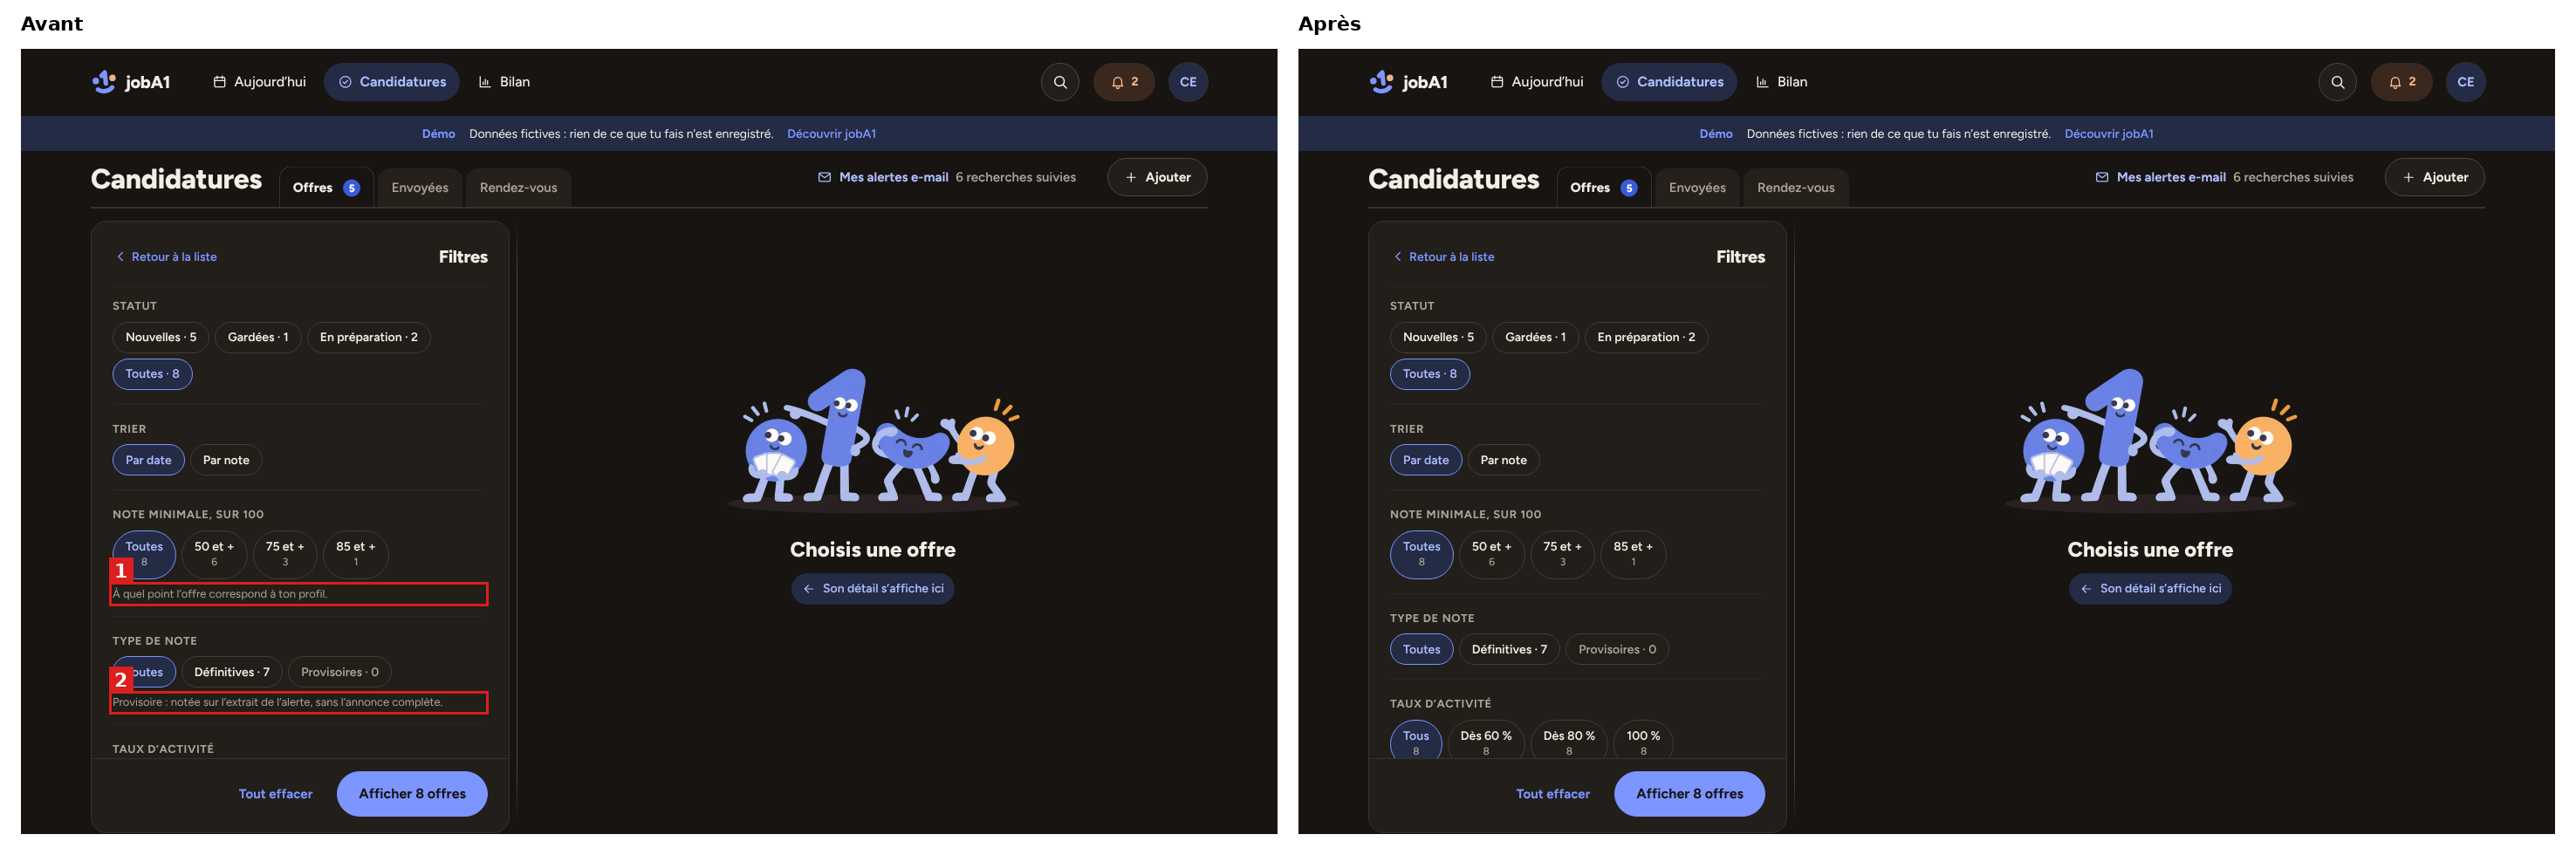 Avant
jobA1 Aujourd'hui Candidatures Bilan 2 CE
Démo Données fictives : rien de ce que tu fais n'est enregistré. Découvrir jobA1
Candidatures Offres 5 Envoyées Rendez-vous Mes alertes e-mail 6 recherches suivies + Ajouter
Retour à la liste Filtres
STATUT
Nouvelles · 5 Gardées · 1 En préparation · 2
Toutes · 8
TRIER
Par date Par note
NOTE MINIMALE, SUR 100
Toutes 50 et + 75 et + 85 et +
8 6 3 1
1
À quel point l'offre correspond à ton profil.
TYPE DE NOTE
Toutes Définitives · 7 Provisoires · 0
2
Provisoire : notée sur l'extrait de l'alerte, sans l'annonce complète.
TAUX D'ACTIVITÉ
Tout effacer Afficher 8 offres
Choisis une offre
← Son détail s'affiche ici
Après
jobA1 Aujourd'hui Candidatures Bilan 2 CE
Démo Données fictives : rien de ce que tu fais n'est enregistré. Découvrir jobA1
Candidatures Offres 5 Envoyées Rendez-vous Mes alertes e-mail 6 recherches suivies + Ajouter
Retour à la liste Filtres
STATUT
Nouvelles · 5 Gardées · 1 En préparation · 2
Toutes · 8
TRIER
Par date Par note
NOTE MINIMALE, SUR 100
Toutes 50 et + 75 et + 85 et +
8 6 3 1
TYPE DE NOTE
Toutes Définitives · 7 Provisoires · 0
TAUX D'ACTIVITÉ
Tous Dès 60 % Dès 80 % 100 %
8 8 8 8
Tout effacer Afficher 8 offres
Choisis une offre
← Son détail s'affiche ici